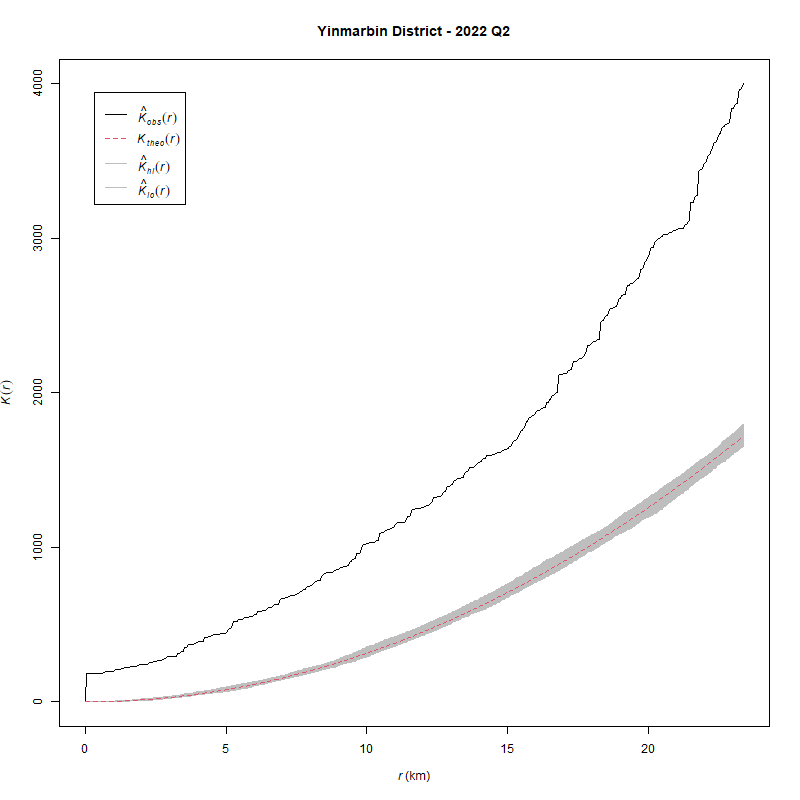 Yinmarbin District - 2022 Q2
K̂obs(r)
Ktheo(r)
K̂hi(r)
K̂lo(r)
4000
3000
2000
1000
0
K(r)
0 5 10 15 20
r (km)